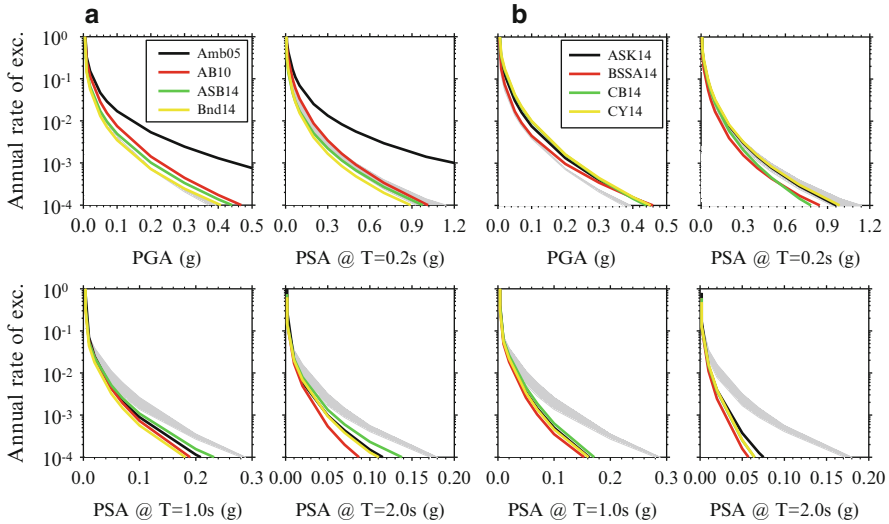 a
b
Annual rate of exc.
10^0
10^-1
10^-2
10^-3
10^-4
Amb05
AB10
ASB14
Bnd14
ASK14
BSSA14
CB14
CY14
0.0 0.1 0.2 0.3 0.4 0.5
PGA (g)
0.0 0.3 0.6 0.9 1.2
PSA @ T=0.2s (g)
0.0 0.1 0.2 0.3 0.4 0.5
PGA (g)
0.0 0.3 0.6 0.9 1.2
PSA @ T=0.2s (g)
Annual rate of exc.
10^0
10^-1
10^-2
10^-3
10^-4
0.0 0.1 0.2 0.3
PSA @ T=1.0s (g)
0.00 0.05 0.10 0.15 0.20
PSA @ T=2.0s (g)
0.0 0.1 0.2 0.3
PSA @ T=1.0s (g)
0.00 0.05 0.10 0.15 0.20
PSA @ T=2.0s (g)